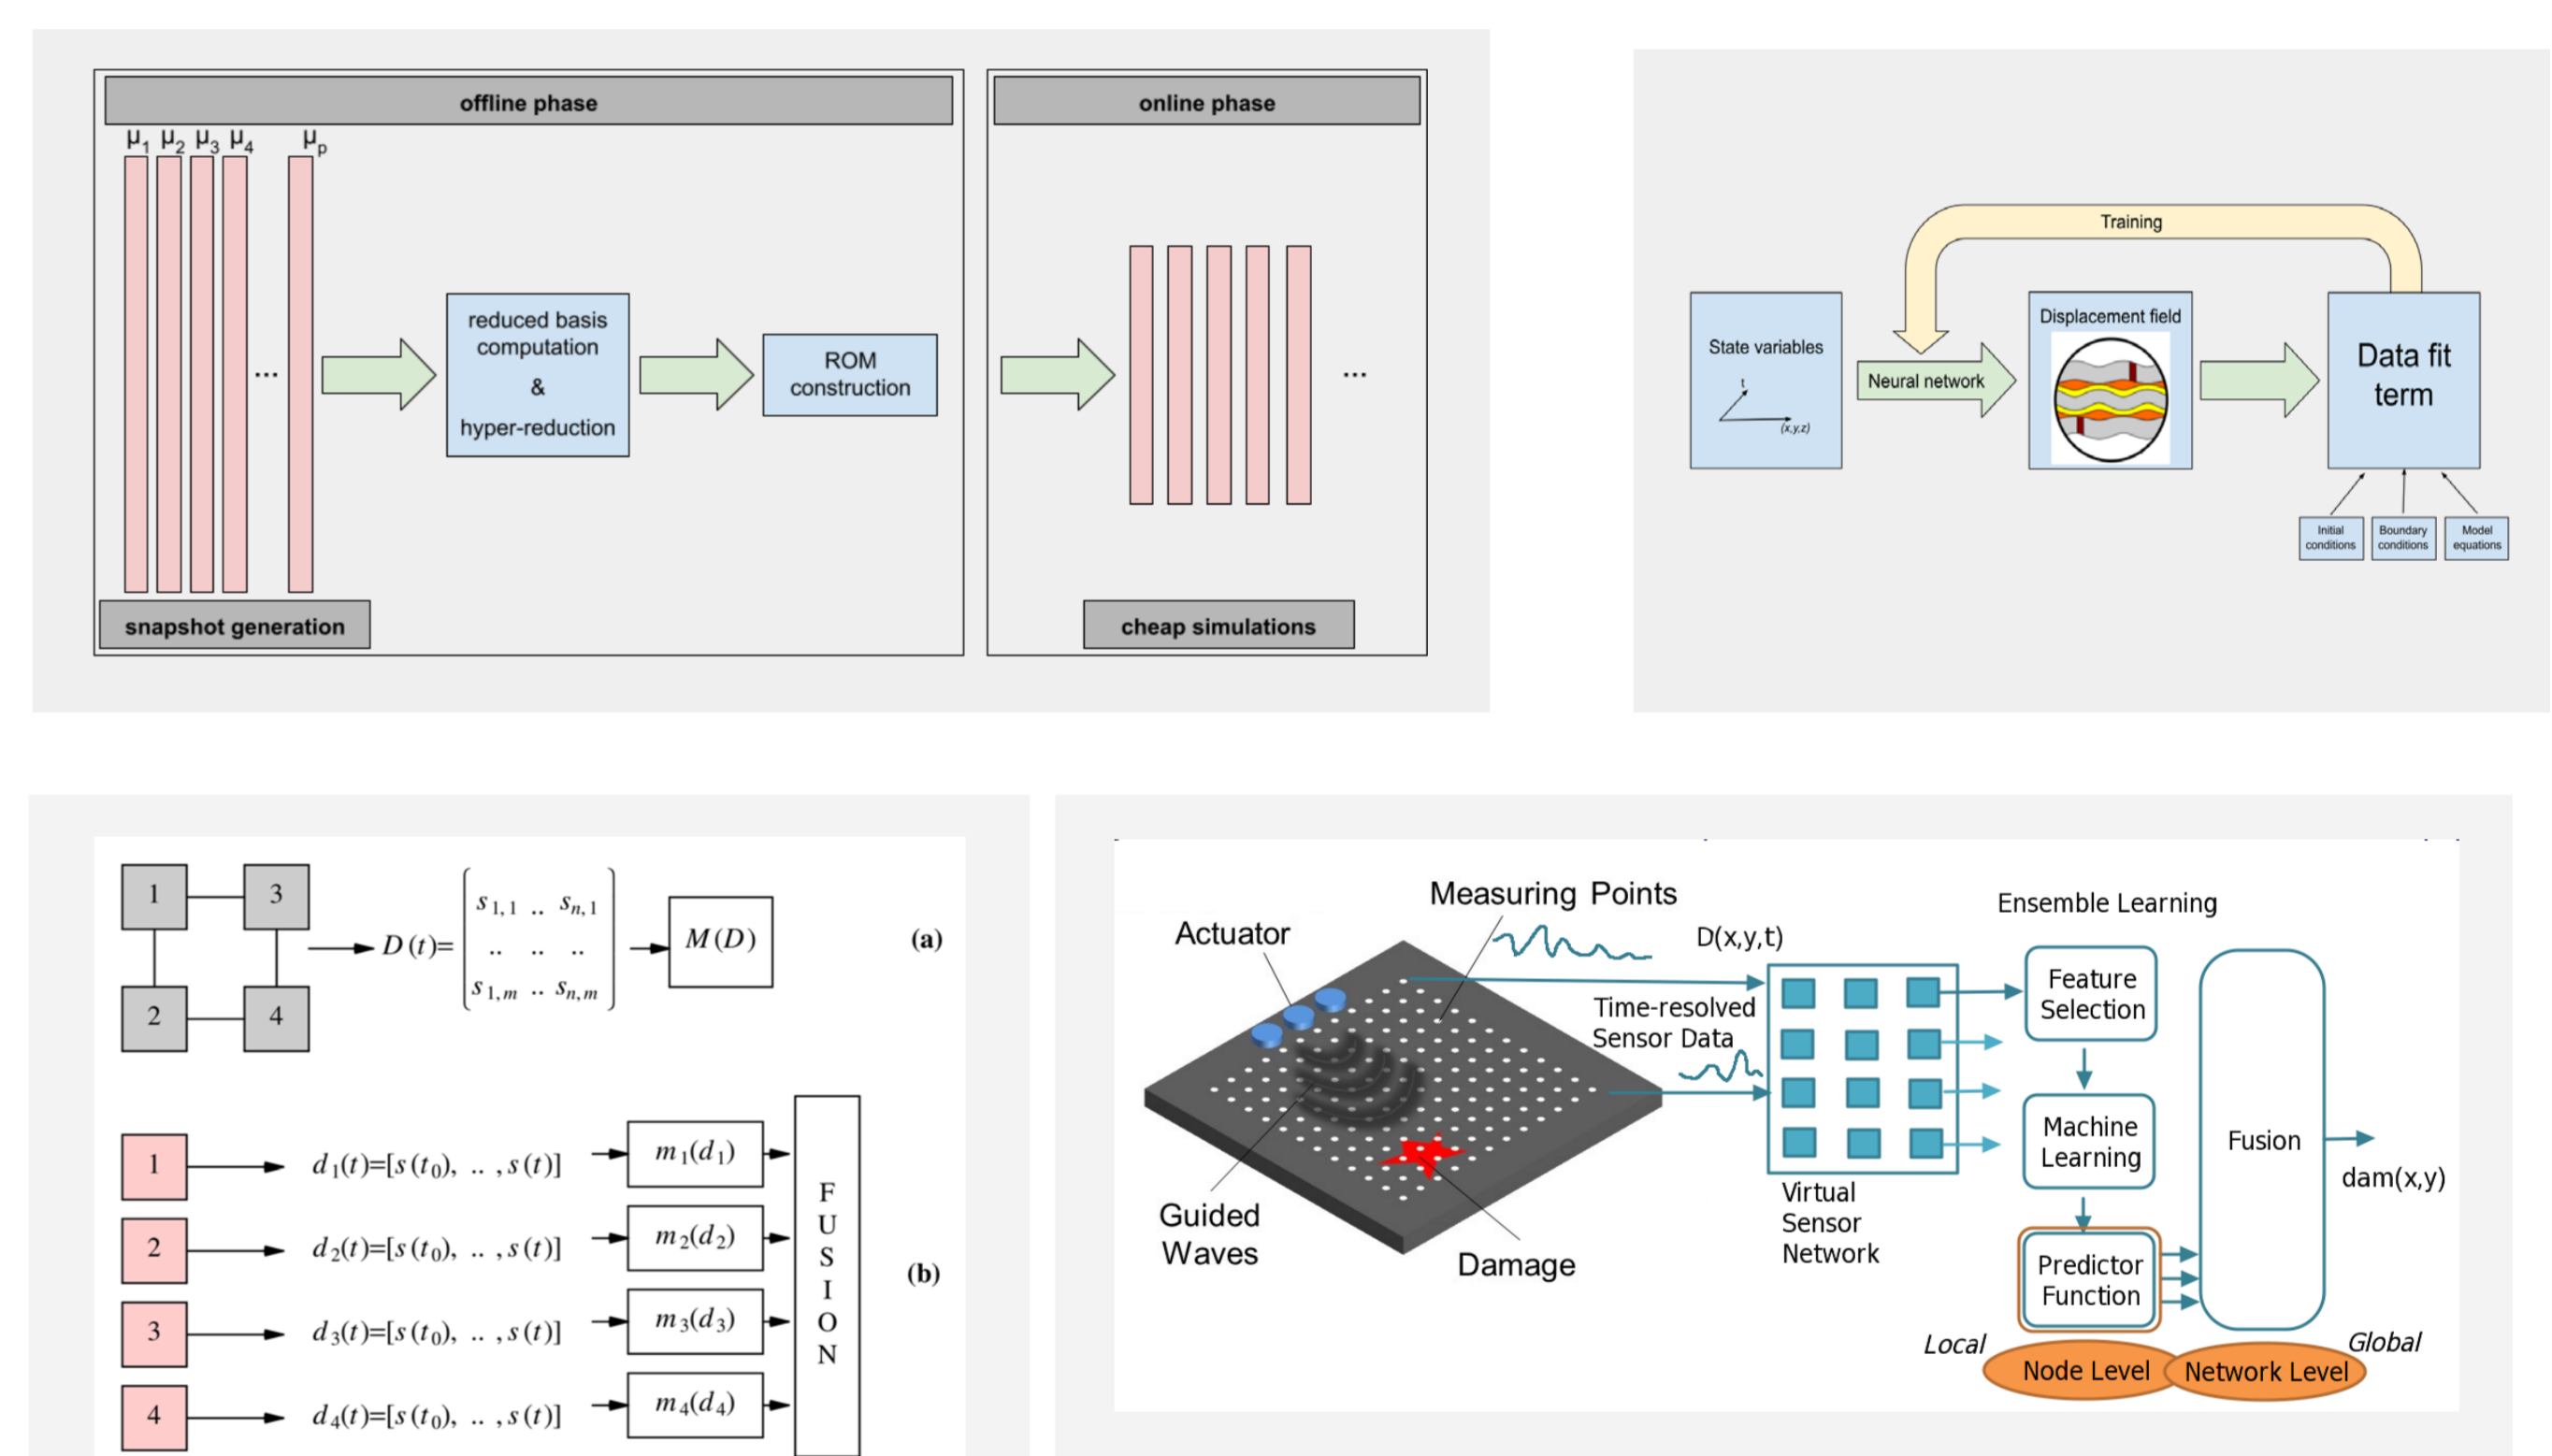 offline phase
μ1 μ2 μ3 μ4 μp
...
reduced basis
computation
&
hyper-reduction
ROM
construction
snapshot generation
online phase
...
cheap simulations
Training
State variables
t
(x,y,z)
Neural network
Displacement field
Data fit
term
Initial
conditions
Boundary
conditions
Model
equations
1
3
2
4
D(t)=
s1,1 .. sn,1
.. .. ..
s1,m .. sn,m
M(D)
(a)
1
d1(t)=[s(t0), .. ,s(t)]
m1(d1)
2
d2(t)=[s(t0), .. ,s(t)]
m2(d2)
3
d3(t)=[s(t0), .. ,s(t)]
m3(d3)
4
d4(t)=[s(t0), .. ,s(t)]
m4(d4)
FUSION
(b)
Measuring Points
Actuator
D(x,y,t)
Time-resolved
Sensor Data
Guided
Waves
Damage
Virtual
Sensor
Network
Ensemble Learning
Feature
Selection
Machine
Learning
Predictor
Function
Fusion
dam(x,y)
Local
Global
Node Level
Network Level